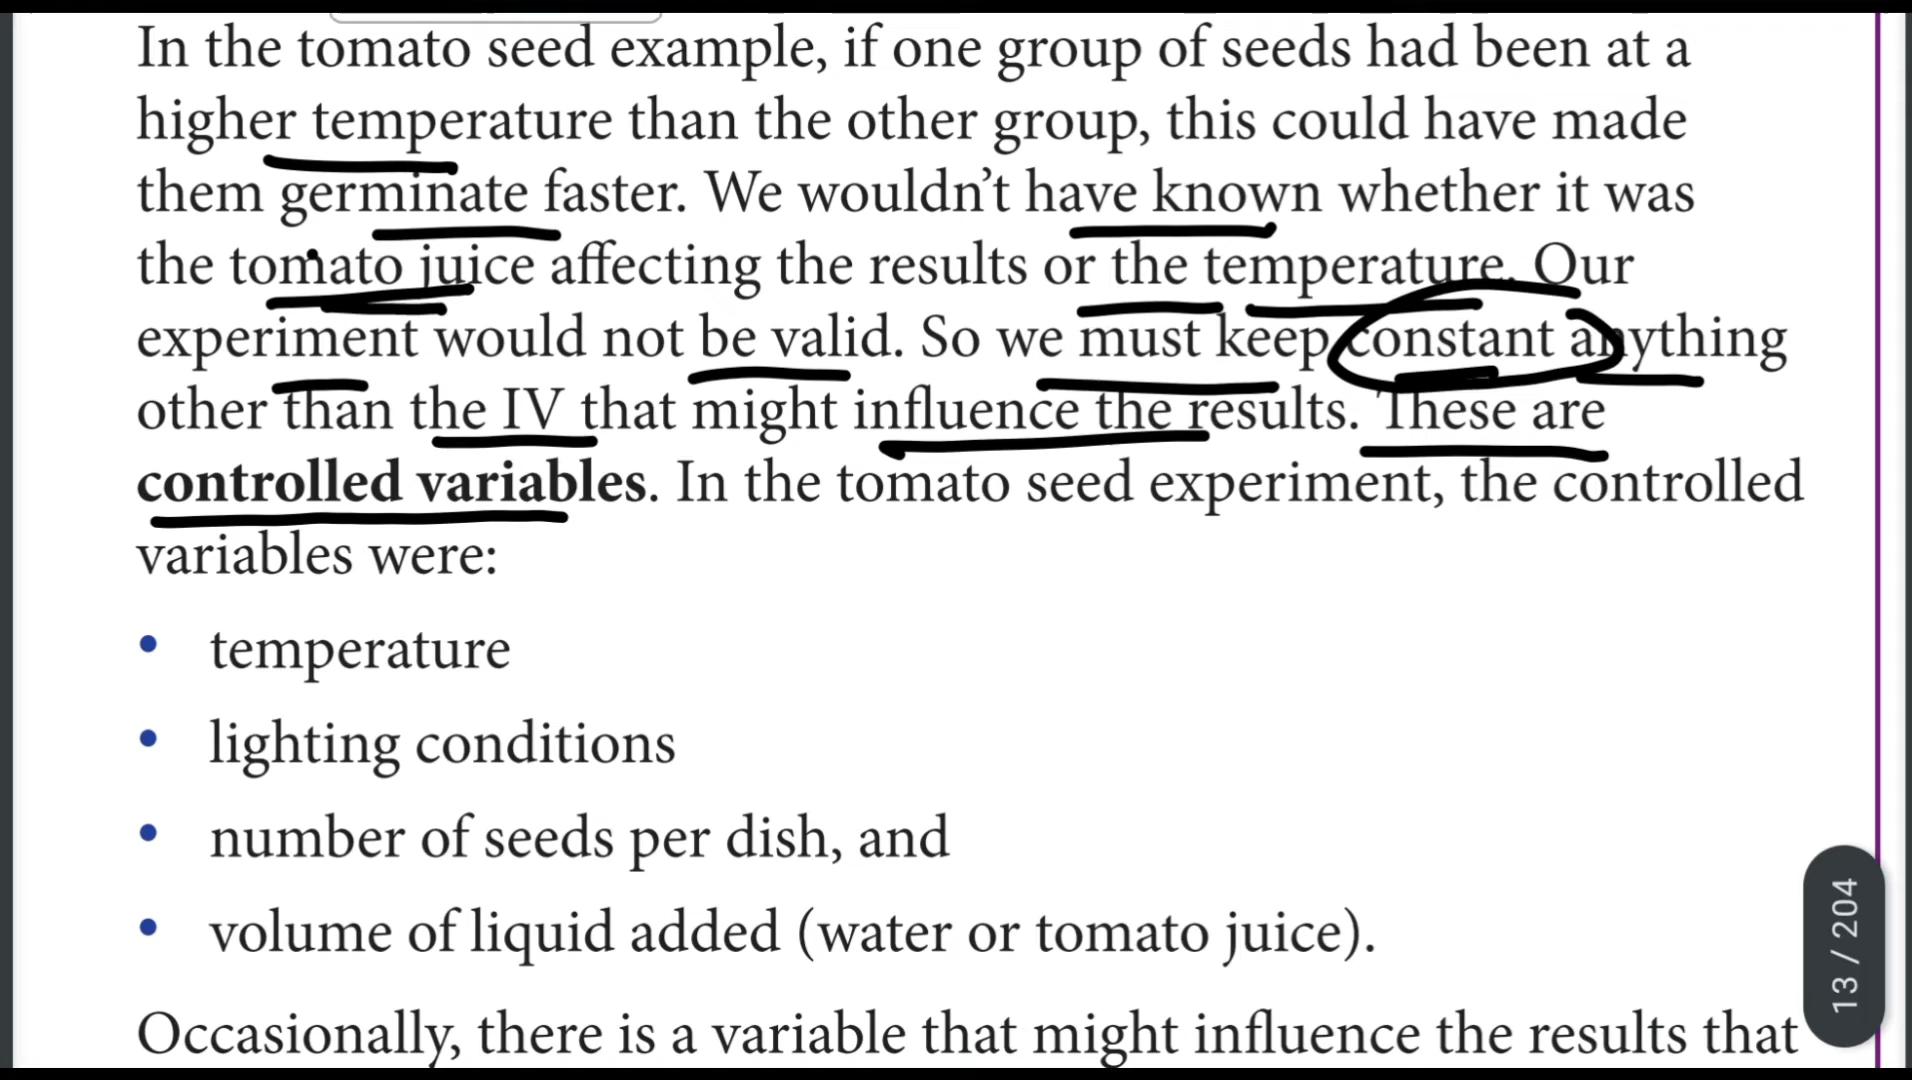 In the tomato seed example, if one group of seeds had been at a
higher temperature than the other group, this could have made
them germinate faster. We wouldn’t have known whether it was
the tomato juice affecting the results or the temperature. Our
experiment would not be valid. So we must keep constant anything
other than the IV that might influence the results. These are
controlled variables. In the tomato seed experiment, the controlled
variables were:
• temperature
• lighting conditions
• number of seeds per dish, and
• volume of liquid added (water or tomato juice).
Occasionally, there is a variable that might influence the results that
13 / 204